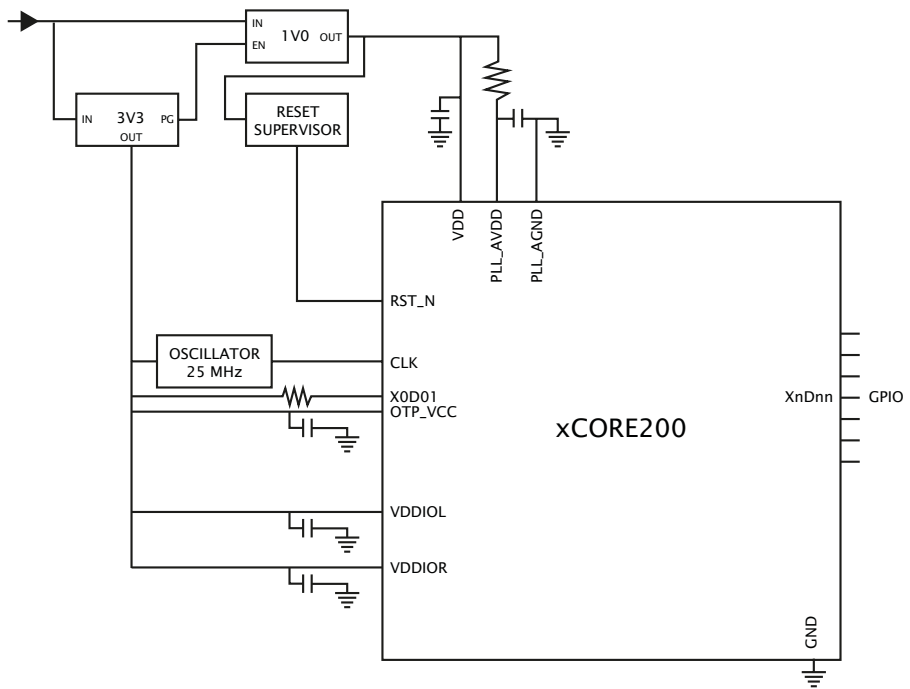 IN
1V0 OUT
EN
IN 3V3 PG
OUT
RESET
SUPERVISOR
VDD
PLL_AVDD
PLL_AGND
RST_N
OSCILLATOR
25 MHz
CLK
X0D01
OTP_VCC
XnDnn GPIO
xCORE200
VDDIOL
VDDIOR
GND